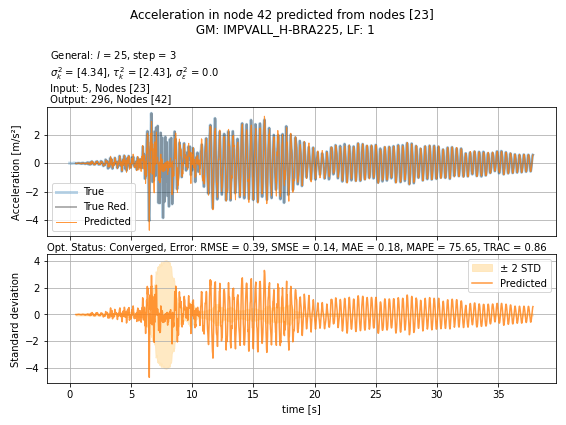 Acceleration in node 42 predicted from nodes [23]
GM: IMPVALL_H-BRA225, LF: 1
General: l = 25, step = 3
σ²ₖ = [4.34], τ²ₖ = [2.43], σ²ε = 0.0
Input: 5, Nodes [23]
Output: 296, Nodes [42]
Acceleration [m/s²]
2
0
−2
−4
True
True Red.
Predicted
Opt. Status: Converged, Error: RMSE = 0.39, SMSE = 0.14, MAE = 0.18, MAPE = 75.65, TRAC = 0.86
Standard deviation
4
2
0
−2
−4
± 2 STD
Predicted
0 5 10 15 20 25 30 35
time [s]